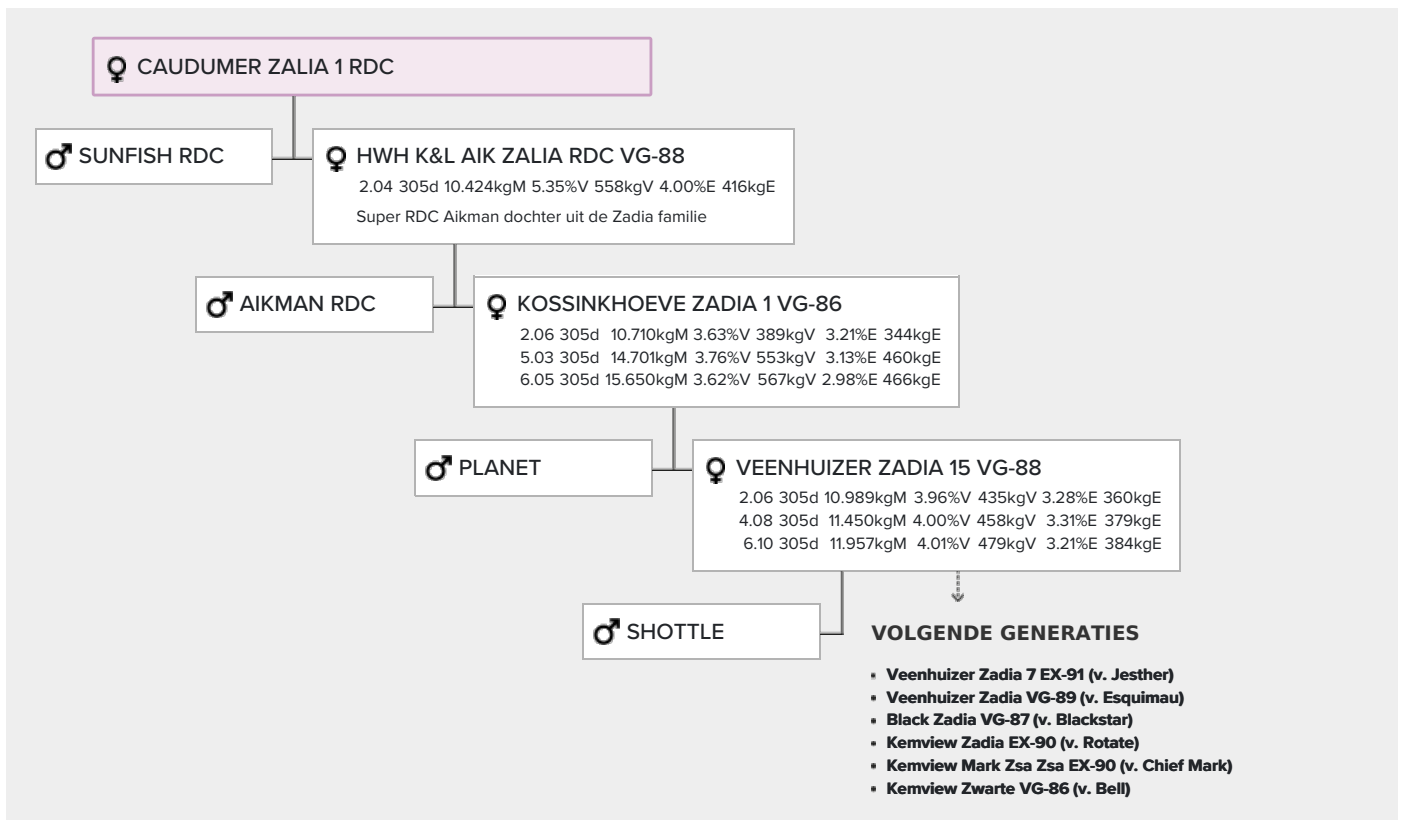 CAUDUMER ZALIA 1 RDC
SUNFISH RDC
HWH K&L AIK ZALIA RDC VG-88
2.04 305d 10.424kgM 5.35%V 558kgV 4.00%E 416kgE
Super RDC Aikman dochter uit de Zadia familie
AIKMAN RDC
KOSSINKHOEVE ZADIA 1 VG-86
2.06 305d 10.710kgM 3.63%V 389kgV 3.21%E 344kgE
5.03 305d 14.701kgM 3.76%V 553kgV 3.13%E 460kgE
6.05 305d 15.650kgM 3.62%V 567kgV 2.98%E 466kgE
PLANET
VEENHUIZER ZADIA 15 VG-88
2.06 305d 10.989kgM 3.96%V 435kgV 3.28%E 360kgE
4.08 305d 11.450kgM 4.00%V 458kgV 3.31%E 379kgE
6.10 305d 11.957kgM 4.01%V 479kgV 3.21%E 384kgE
SHOTTLE
VOLGENDE GENERATIES
Veenhuizer Zadia 7 EX-91 (v. Jesther)
Veenhuizer Zadia VG-89 (v. Esquimau)
Black Zadia VG-87 (v. Blackstar)
Kemview Zadia EX-90 (v. Rotate)
Kemview Mark Zsa Zsa EX-90 (v. Chief Mark)
Kemview Zwarte VG-86 (v. Bell)